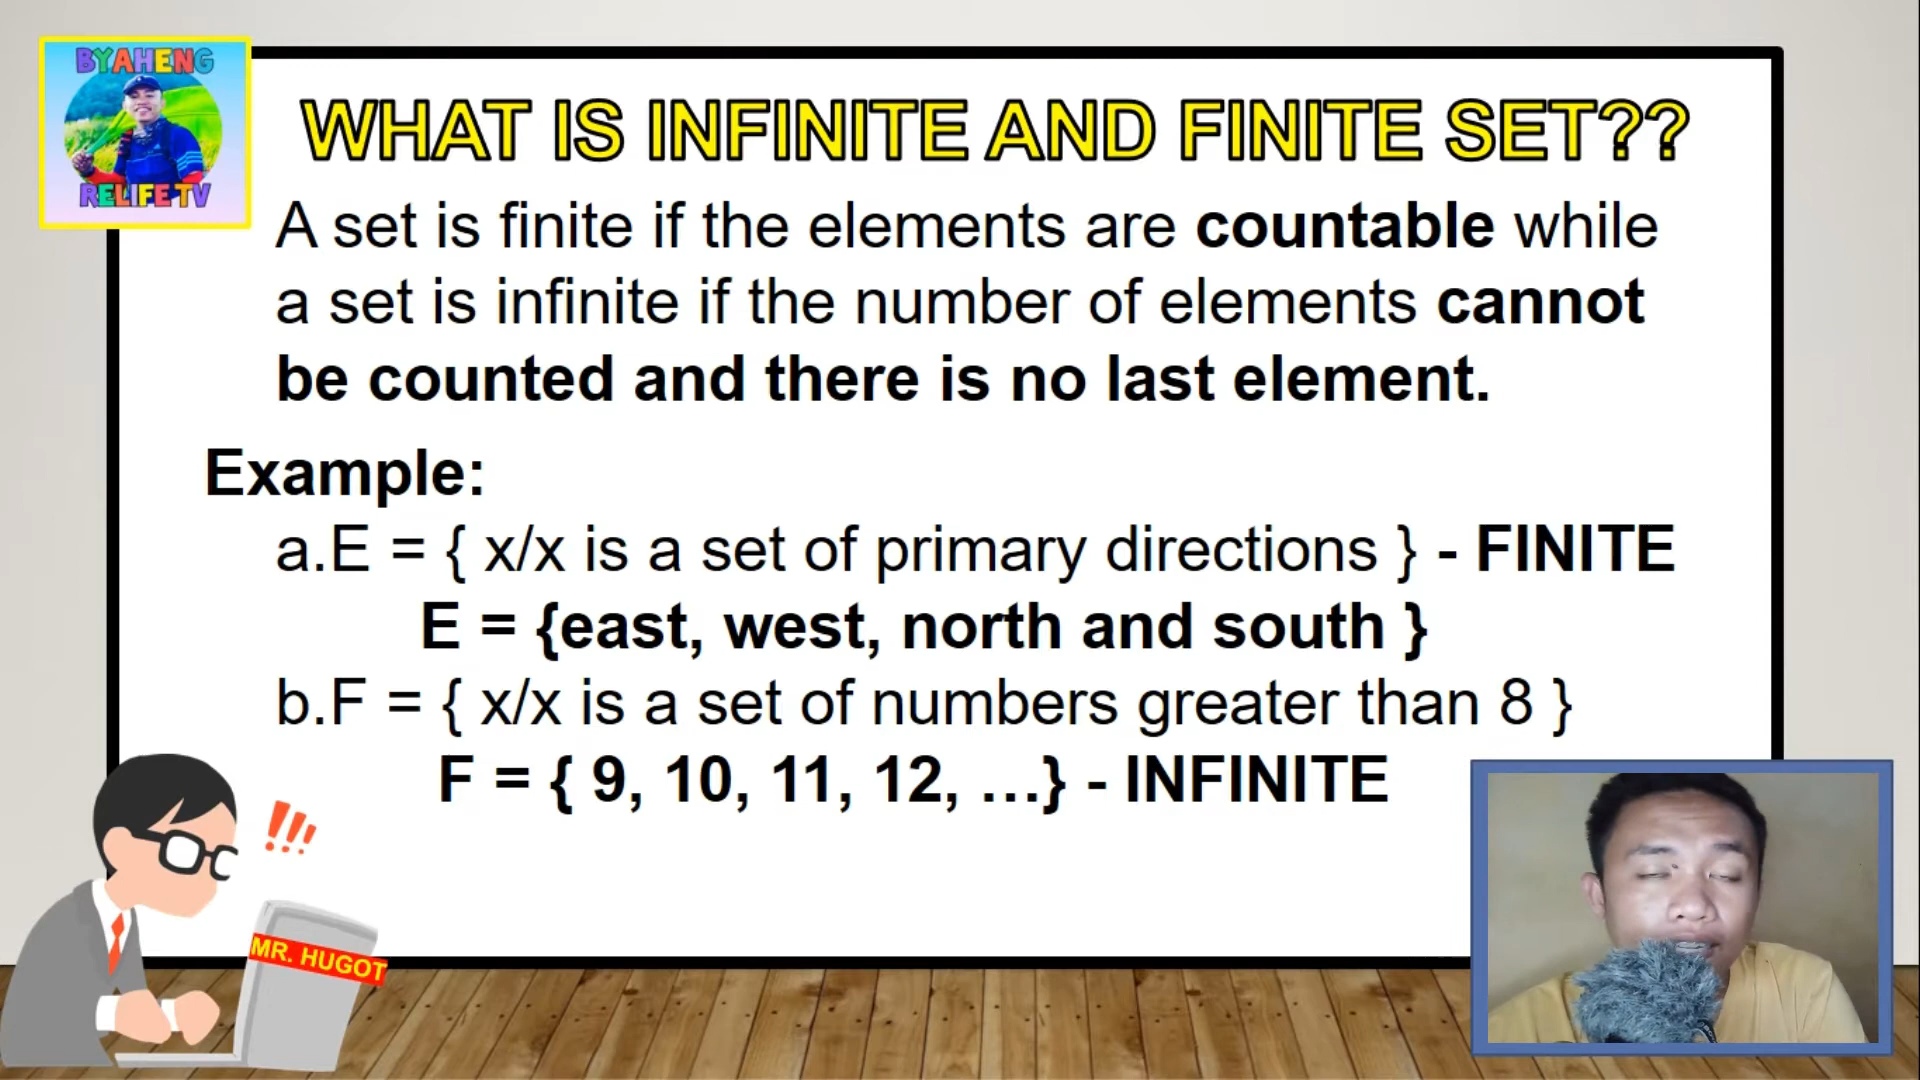 BYAHENG
RELIFE TV
WHAT IS INFINITE AND FINITE SET??
A set is finite if the elements are countable while
a set is infinite if the number of elements cannot
be counted and there is no last element.
Example:
a.E = { x/x is a set of primary directions } - FINITE
E = {east, west, north and south }
b.F = { x/x is a set of numbers greater than 8 }
F = { 9, 10, 11, 12, …} - INFINITE
!!!
MR. HUGOT